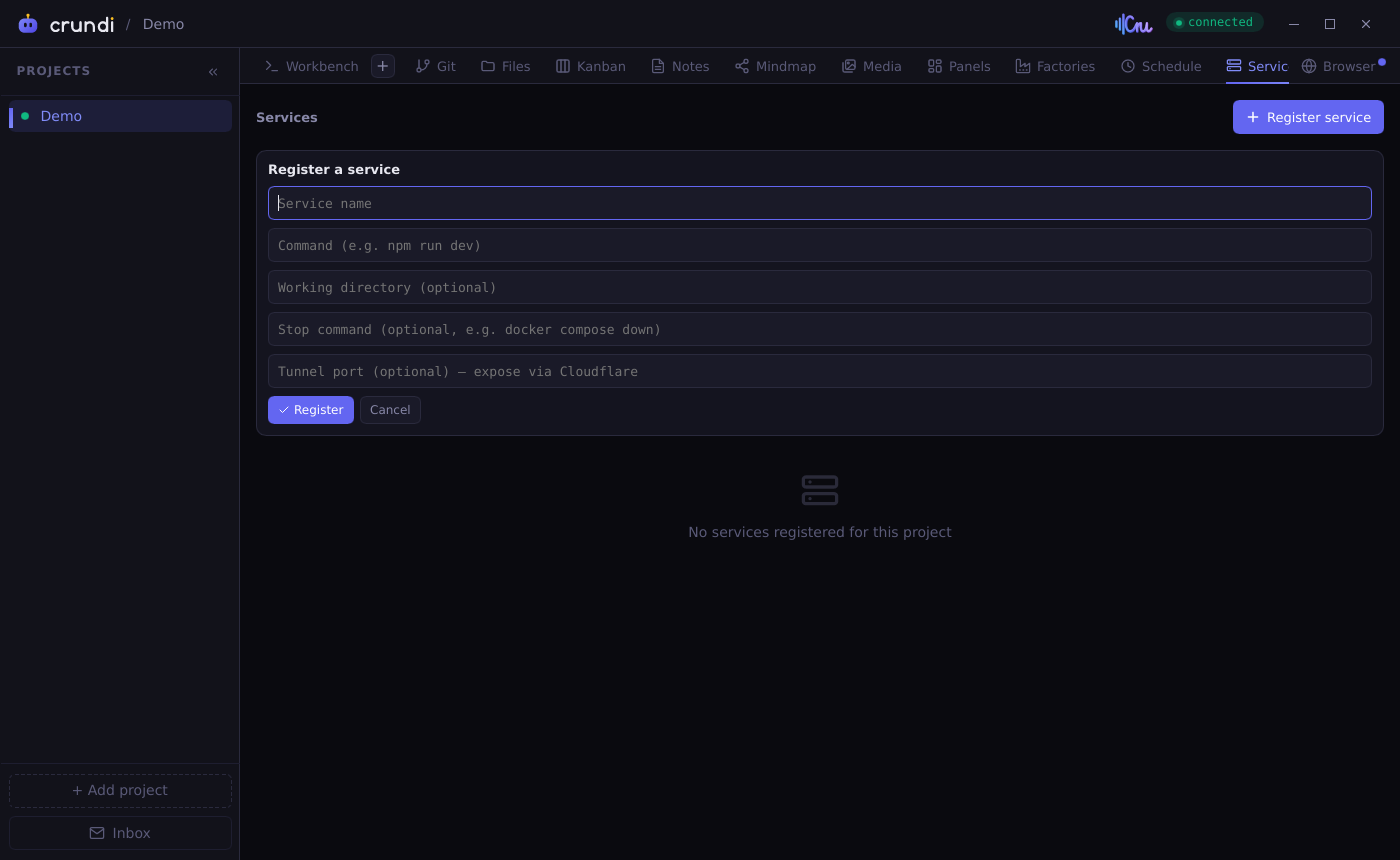 crundi / Demo
Cru
connected
PROJECTS
Workbench
Git
Files
Kanban
Notes
Mindmap
Media
Panels
Factories
Schedule
Servic
Browser
Demo
Services
+ Register service
Register a service
Service name
Command (e.g. npm run dev)
Working directory (optional)
Stop command (optional, e.g. docker compose down)
Tunnel port (optional) — expose via Cloudflare
Register
Cancel
No services registered for this project
+ Add project
Inbox